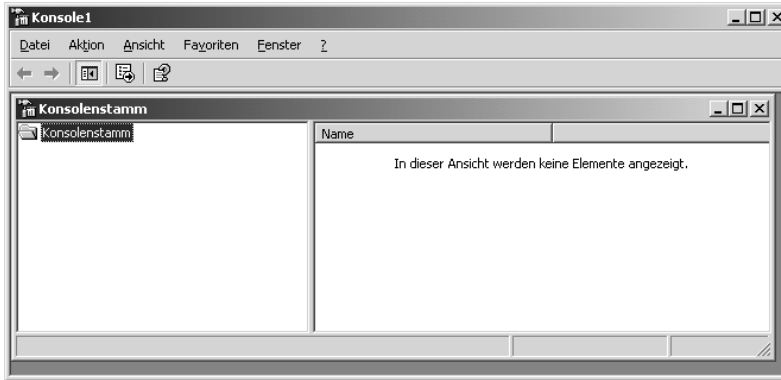 Konsole1
Datei Aktion Ansicht Favoriten Fenster ?
Konsolenstamm
Konsolenstamm
Name
In dieser Ansicht werden keine Elemente angezeigt.